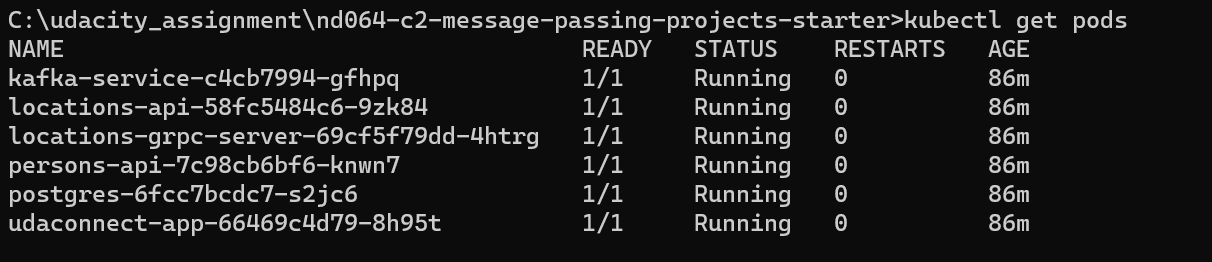 C:\udacity_assignment\nd064-c2-message-passing-projects-starter>kubectl get pods
NAME READY STATUS RESTARTS AGE
kafka-service-c4cb7994-gfhpq 1/1 Running 0 86m
locations-api-58fc5484c6-9zk84 1/1 Running 0 86m
locations-grpc-server-69cf5f79dd-4htrg 1/1 Running 0 86m
persons-api-7c98cb6bf6-knwn7 1/1 Running 0 86m
postgres-6fcc7bcdc7-s2jc6 1/1 Running 0 86m
udaconnect-app-66469c4d79-8h95t 1/1 Running 0 86m